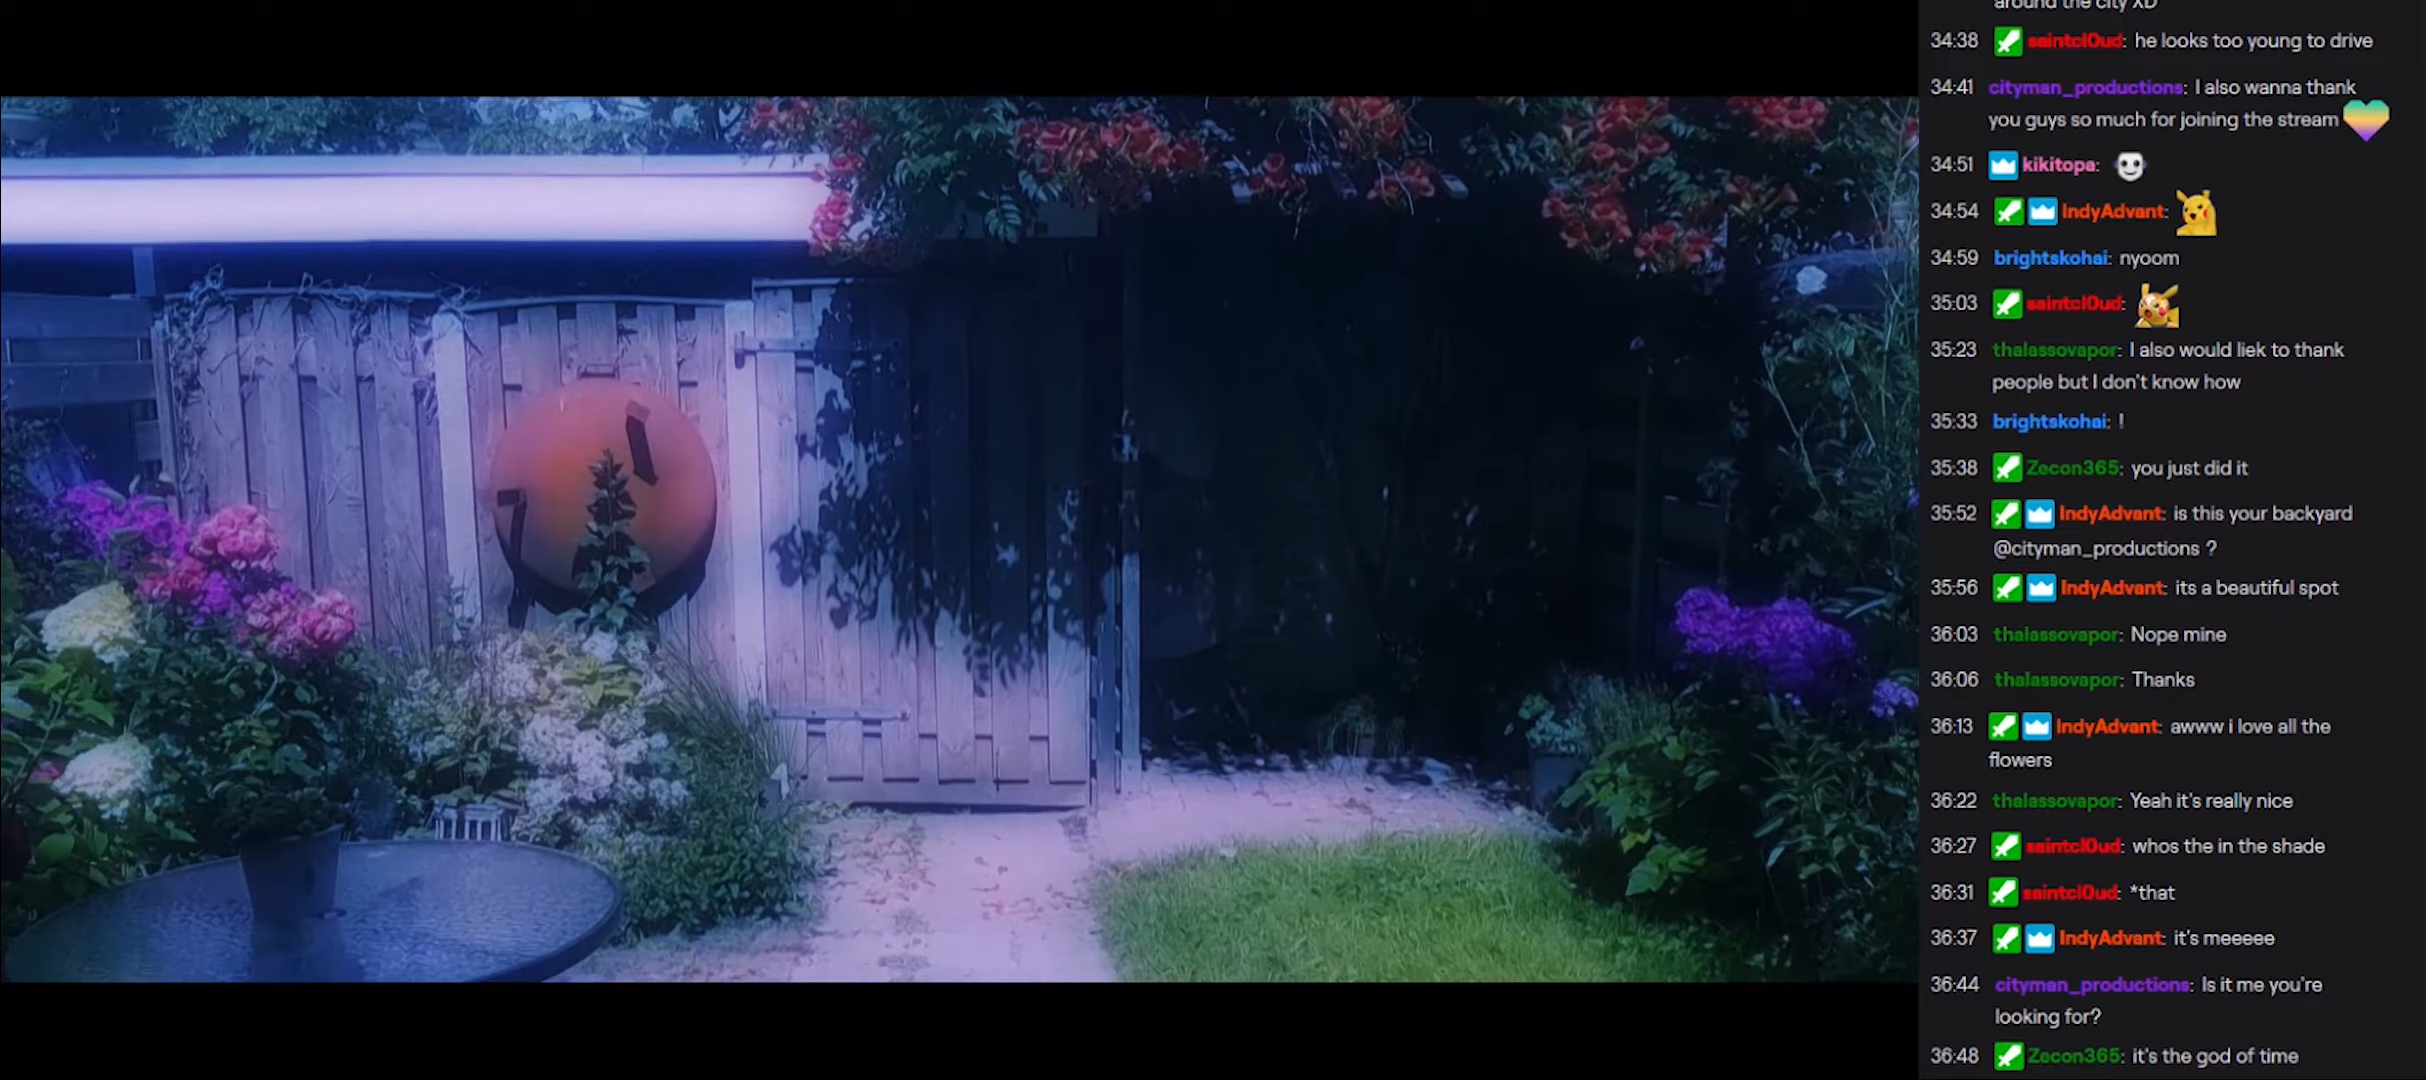 around the city XD
34:38 saintcl0ud: he looks too young to drive
34:41 cityman_productions: I also wanna thank
you guys so much for joining the stream
34:51 kikitopa:
34:54 IndyAdvant:
34:59 brightskohai: nyoom
35:03 saintcl0ud:
35:23 thalassovapor: I also would liek to thank
people but I don't know how
35:33 brightskohai: !
35:38 Zecon365: you just did it
35:52 IndyAdvant: is this your backyard
@cityman_productions ?
35:56 IndyAdvant: its a beautiful spot
36:03 thalassovapor: Nope mine
36:06 thalassovapor: Thanks
36:13 IndyAdvant: awww i love all the
flowers
36:22 thalassovapor: Yeah it's really nice
36:27 saintcl0ud: whos the in the shade
36:31 saintcl0ud: *that
36:37 IndyAdvant: it's meeeee
36:44 cityman_productions: Is it me you're
looking for?
36:48 Zecon365: it's the god of time